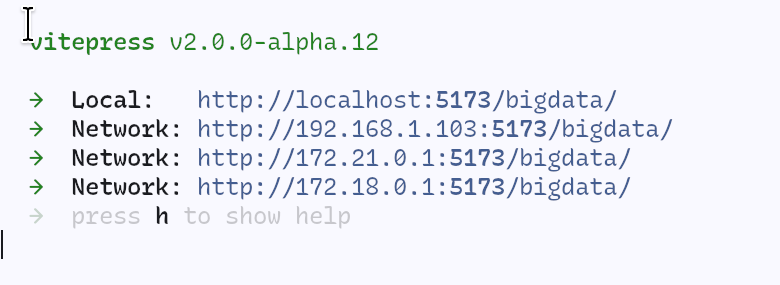 vitepress v2.0.0-alpha.12
→ Local: http://localhost:5173/bigdata/
→ Network: http://192.168.1.103:5173/bigdata/
→ Network: http://172.21.0.1:5173/bigdata/
→ Network: http://172.18.0.1:5173/bigdata/
→ press h to show help